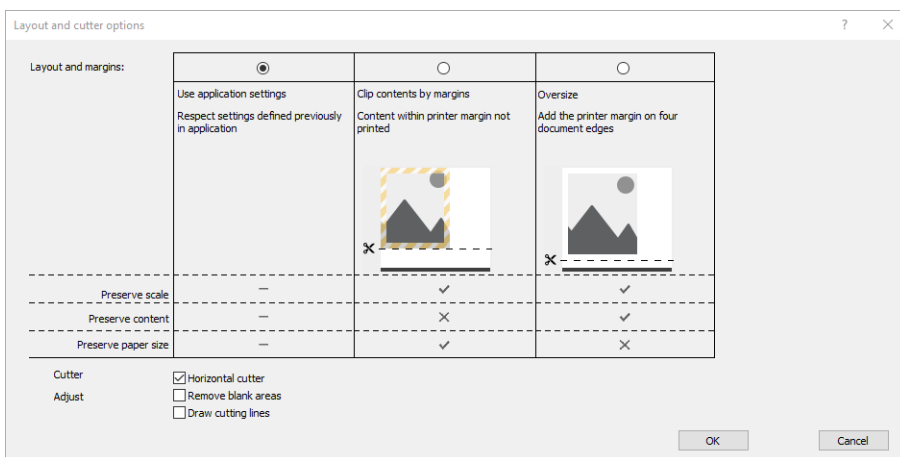 Layout and cutter options
Layout and margins:
Use application settings
Respect settings defined previously
in application
Clip contents by margins
Content within printer margin not
printed
Oversize
Add the printer margin on four
document edges
Preserve scale
Preserve content
Preserve paper size
Cutter
Horizontal cutter
Adjust
Remove blank areas
Draw cutting lines
OK
Cancel